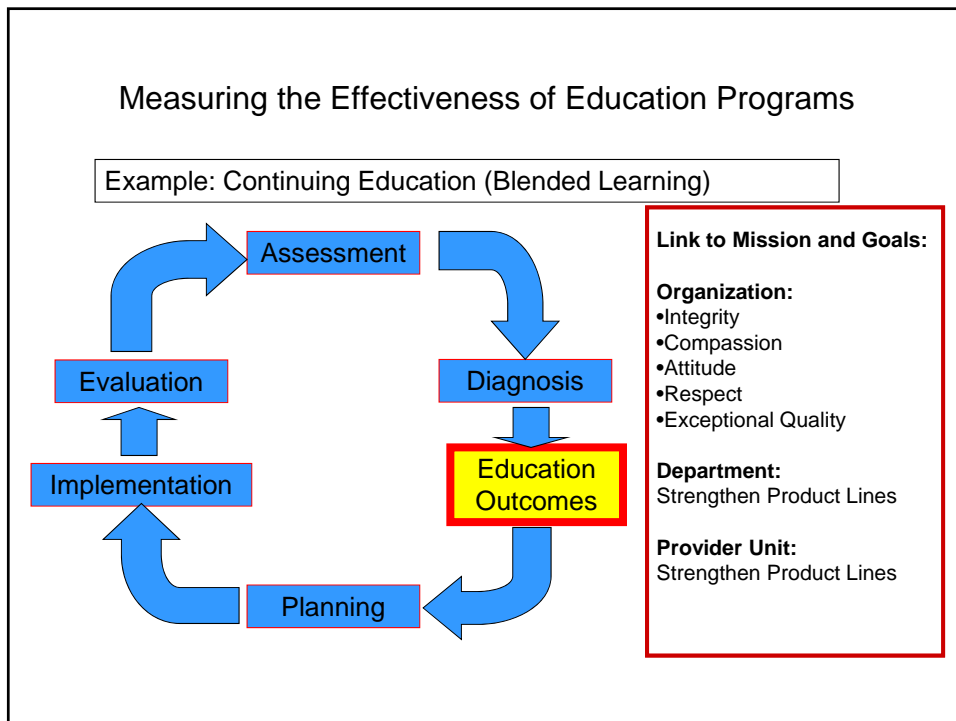 Measuring the Effectiveness of Education Programs
Example: Continuing Education (Blended Learning)
Assessment
Diagnosis
Education
Outcomes
Planning
Implementation
Evaluation
Link to Mission and Goals:
Organization:
•Integrity
•Compassion
•Attitude
•Respect
•Exceptional Quality
Department:
Strengthen Product Lines
Provider Unit:
Strengthen Product Lines